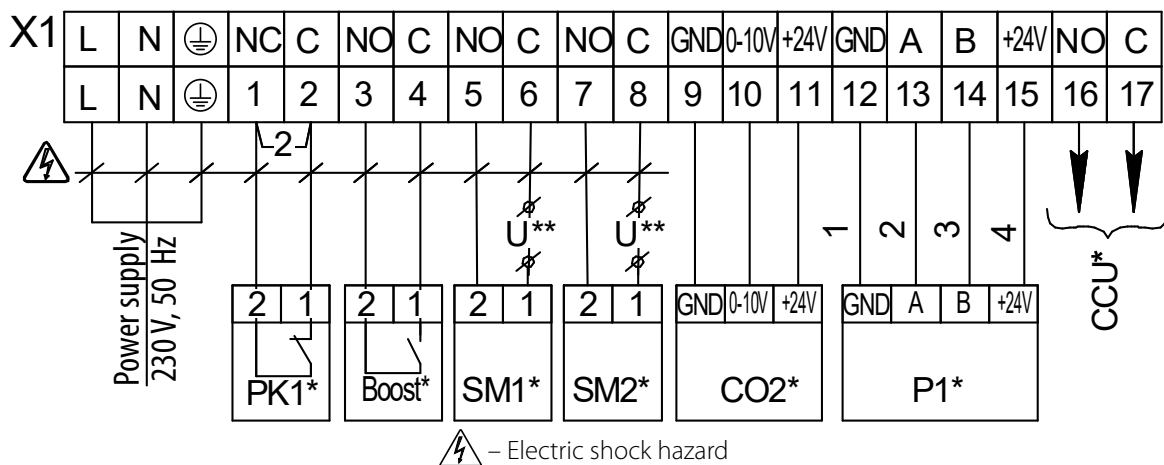 X1 L N NC C NO C NO C NO C GND 0-10V +24V GND A B +24V NO C
L N 1 2 3 4 5 6 7 8 9 10 11 12 13 14 15 16 17
2
U** U**
1 2 3 4
Power supply
230 V, 50 Hz
2 1 2 1 2 1 2 1 GND 0-10V +24V GND A B +24V
PK1* Boost* SM1* SM2* CO2* P1*
CCU*
– Electric shock hazard